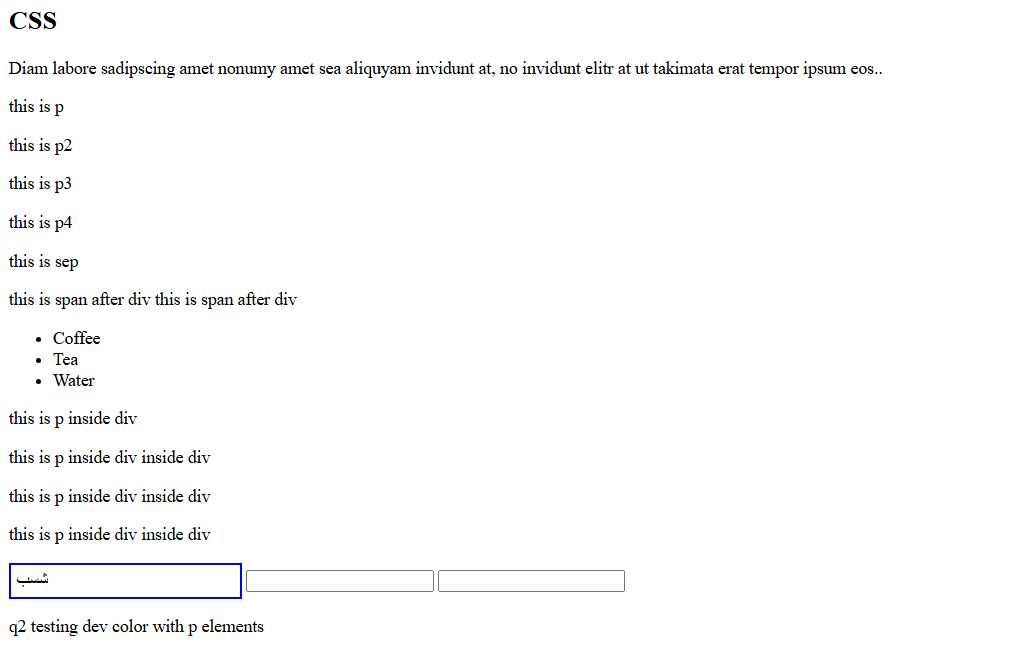 CSS
Diam labore sadipscing amet nonumy amet sea aliquyam invidunt at, no invidunt elitr at ut takimata erat tempor ipsum eos..
this is p
this is p2
this is p3
this is p4
this is sep
this is span after div this is span after div
Coffee
Tea
Water
this is p inside div
this is p inside div inside div
this is p inside div inside div
this is p inside div inside div
شسب
q2 testing dev color with p elements